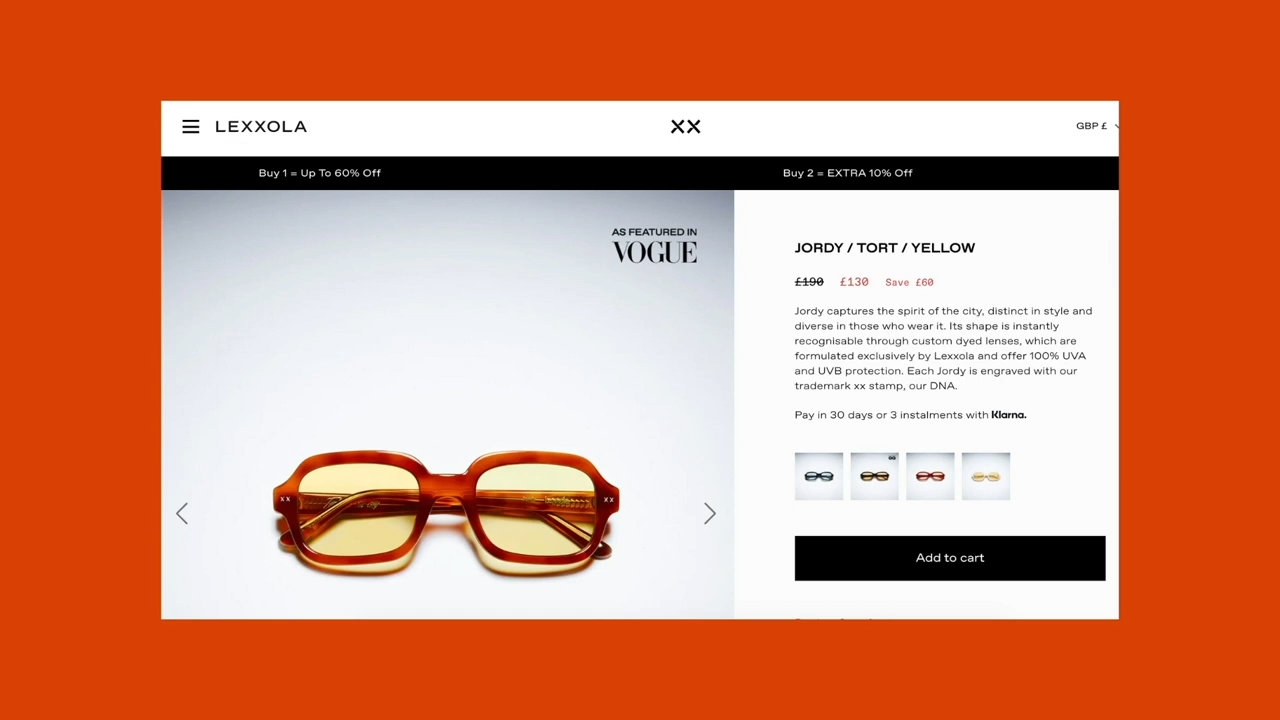 LEXXOLA
XX
GBP £
Buy 1 = Up To 60% Off
Buy 2 = EXTRA 10% Off
AS FEATURED IN
VOGUE
JORDY / TORT / YELLOW
£190 £130 Save £60
Jordy captures the spirit of the city, distinct in style and
diverse in those who wear it. Its shape is instantly
recognisable through custom dyed lenses, which are
formulated exclusively by Lexxola and offer 100% UVA
and UVB protection. Each Jordy is engraved with our
trademark xx stamp, our DNA.
Pay in 30 days or 3 instalments with Klarna.
xx
xx
Add to cart